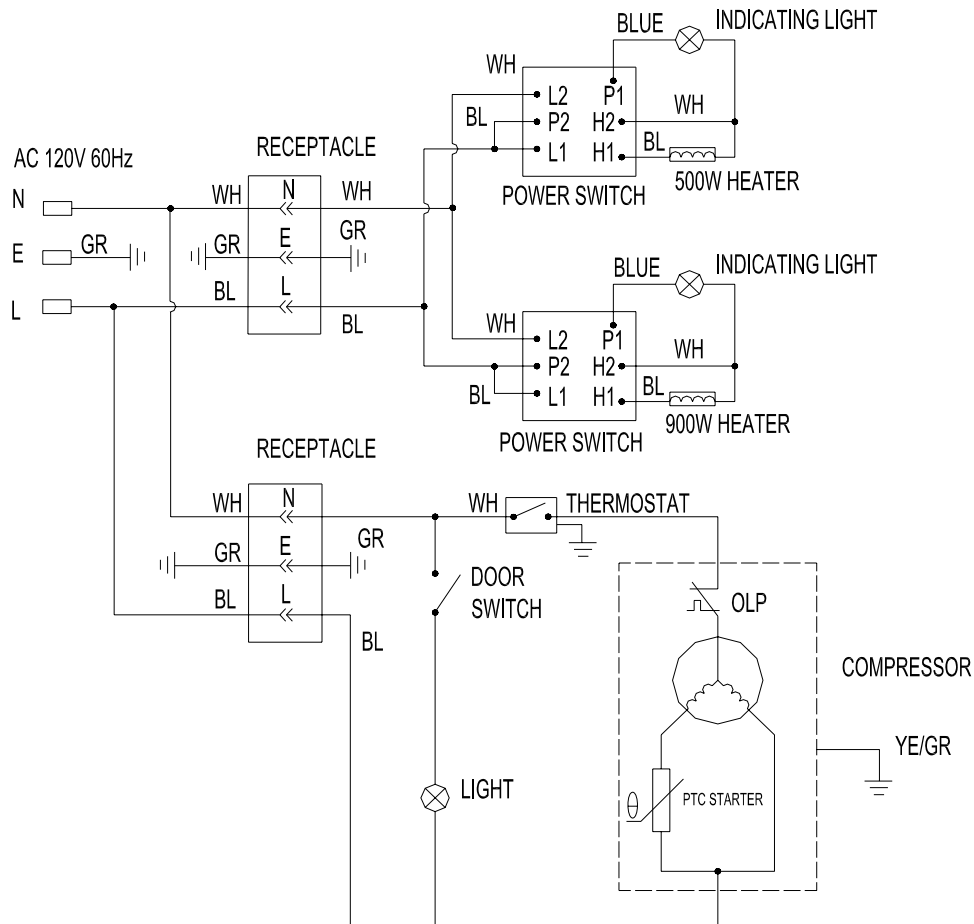 BLUE
INDICATING LIGHT
WH
L2 P1
WH
BL
P2 H2
BL
L1 H1
500W HEATER
POWER SWITCH
AC 120V 60Hz
RECEPTACLE
N
WH
N
WH
E
GR
GR
E
GR
L
BL
L
BL
BLUE
INDICATING LIGHT
WH
L2 P1
WH
P2 H2
BL
BL
L1 H1
900W HEATER
POWER SWITCH
RECEPTACLE
WH
N
WH
THERMOSTAT
GR
E
GR
BL
L
BL
DOOR
SWITCH
OLP
COMPRESSOR
YE/GR
LIGHT
θ
PTC STARTER